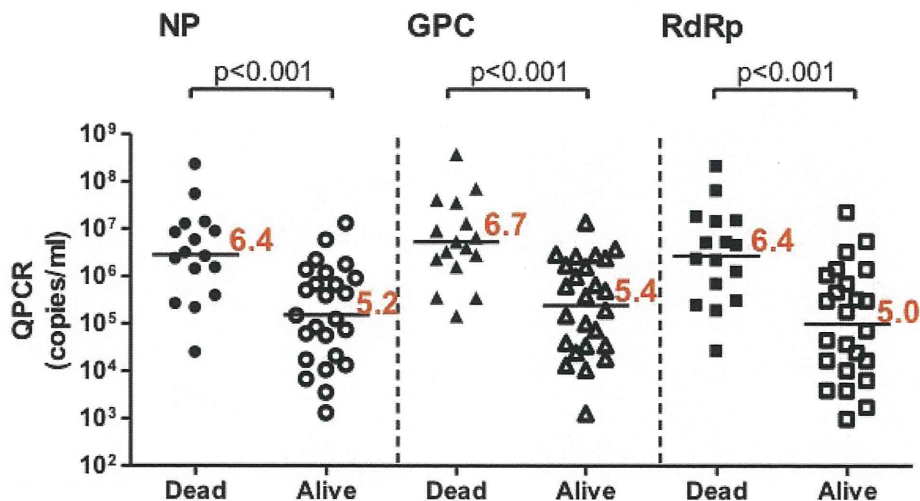 NP GPC RdRp
p<0.001 p<0.001 p<0.001
10⁹
10⁸
10⁷
10⁶
10⁵
10⁴
10³
10²
QPCR
(copies/ml)
6.4 5.2 6.7 5.4 6.4 5.0
Dead Alive Dead Alive Dead Alive